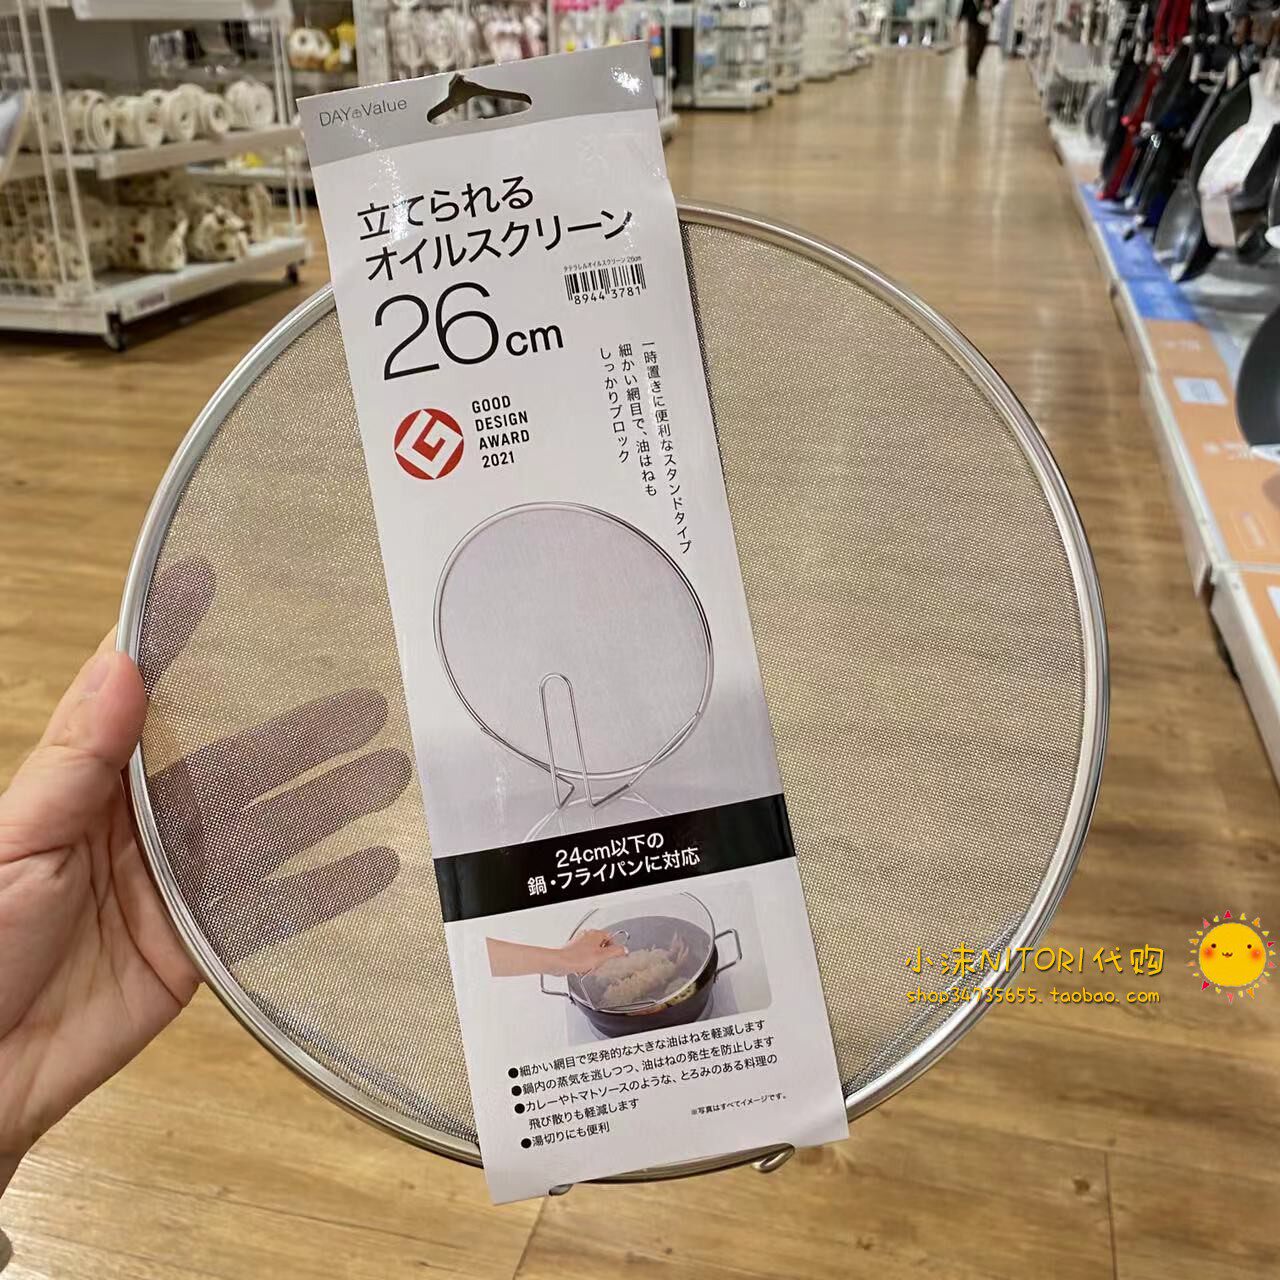 DAY Value
立てられる
オイルスクリーン
26cm
タテラレルオイルスクリーン 26cm
8944 3781
GOOD
DESIGN
AWARD
2021
一時置きに便利なスタンドタイプ
細かい網目で、油はねも
しっかりブロック
24cm以下の
鍋・フライパンに対応
●細かい網目で突発的な大きな油はねを軽減します
●鍋内の蒸気を逃しつつ、油はねの発生を防止します
●カレーやトマトソースのような、とろみのある料理の
飛び散りも軽減します
●湯切りにも便利
※写真はすべてイメージです。
小沫NITORI代购
shop34735655.taobao.com